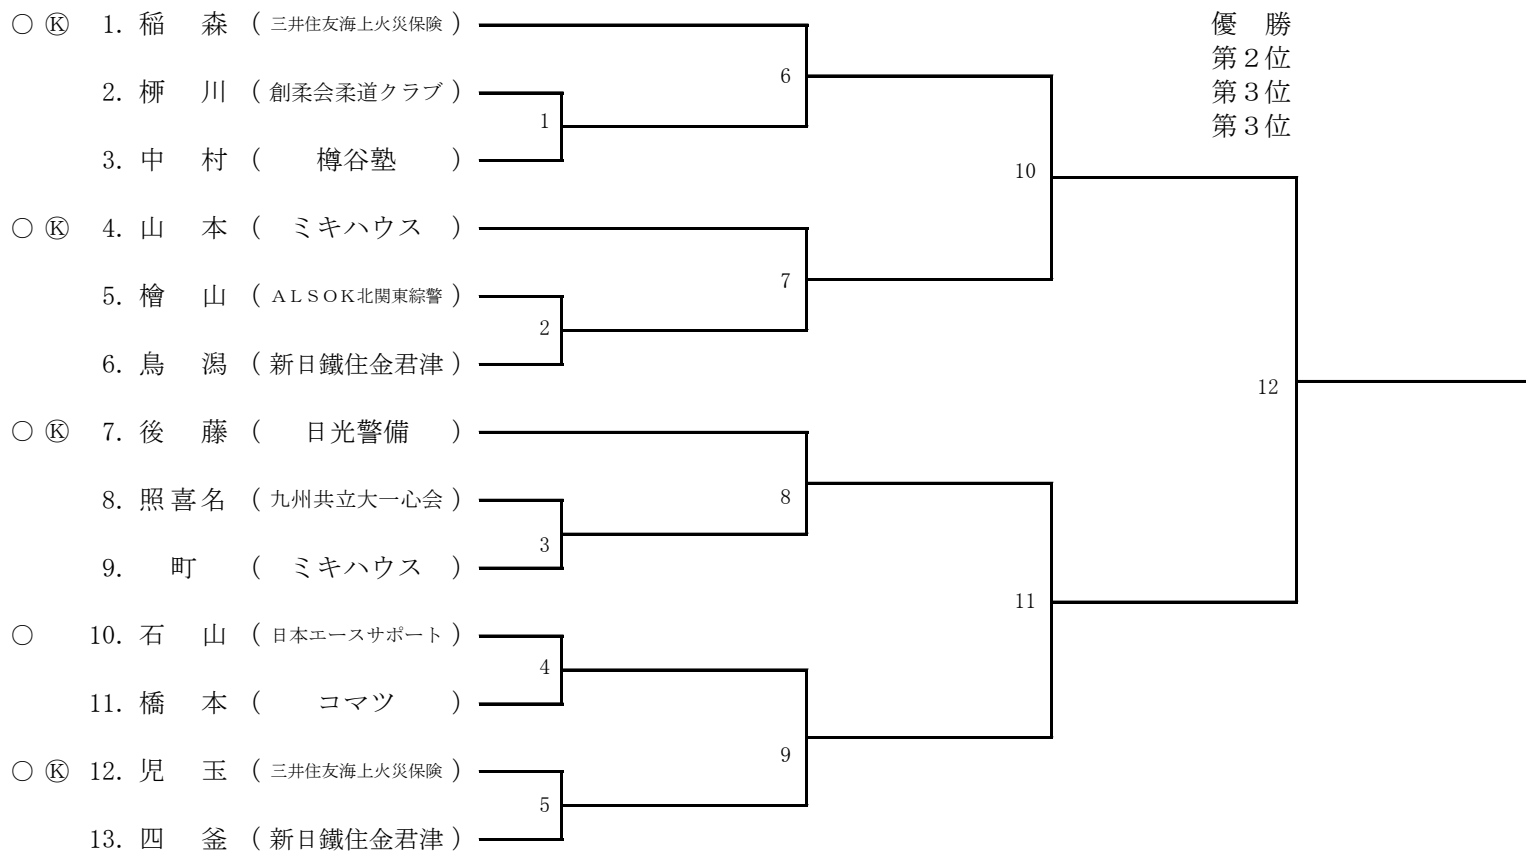 ○ Ⓚ 1. 稲 森 ( 三井住友海上火災保険 )
2. 栁 川 ( 創柔会柔道クラブ )
3. 中 村 ( 樽谷塾 )
○ Ⓚ 4. 山 本 ( ミキハウス )
5. 檜 山 ( ALSOK北関東綜警 )
6. 鳥 潟 ( 新日鐵住金君津 )
○ Ⓚ 7. 後 藤 ( 日光警備 )
8. 照喜名 ( 九州共立大一心会 )
9. 町 ( ミキハウス )
○ 10. 石 山 ( 日本エースサポート )
11. 橋 本 ( コマツ )
○ Ⓚ 12. 児 玉 ( 三井住友海上火災保険 )
13. 四 釜 ( 新日鐵住金君津 )
1
2
3
4
5
6
7
8
9
10
11
12
優 勝
第2位
第3位
第3位